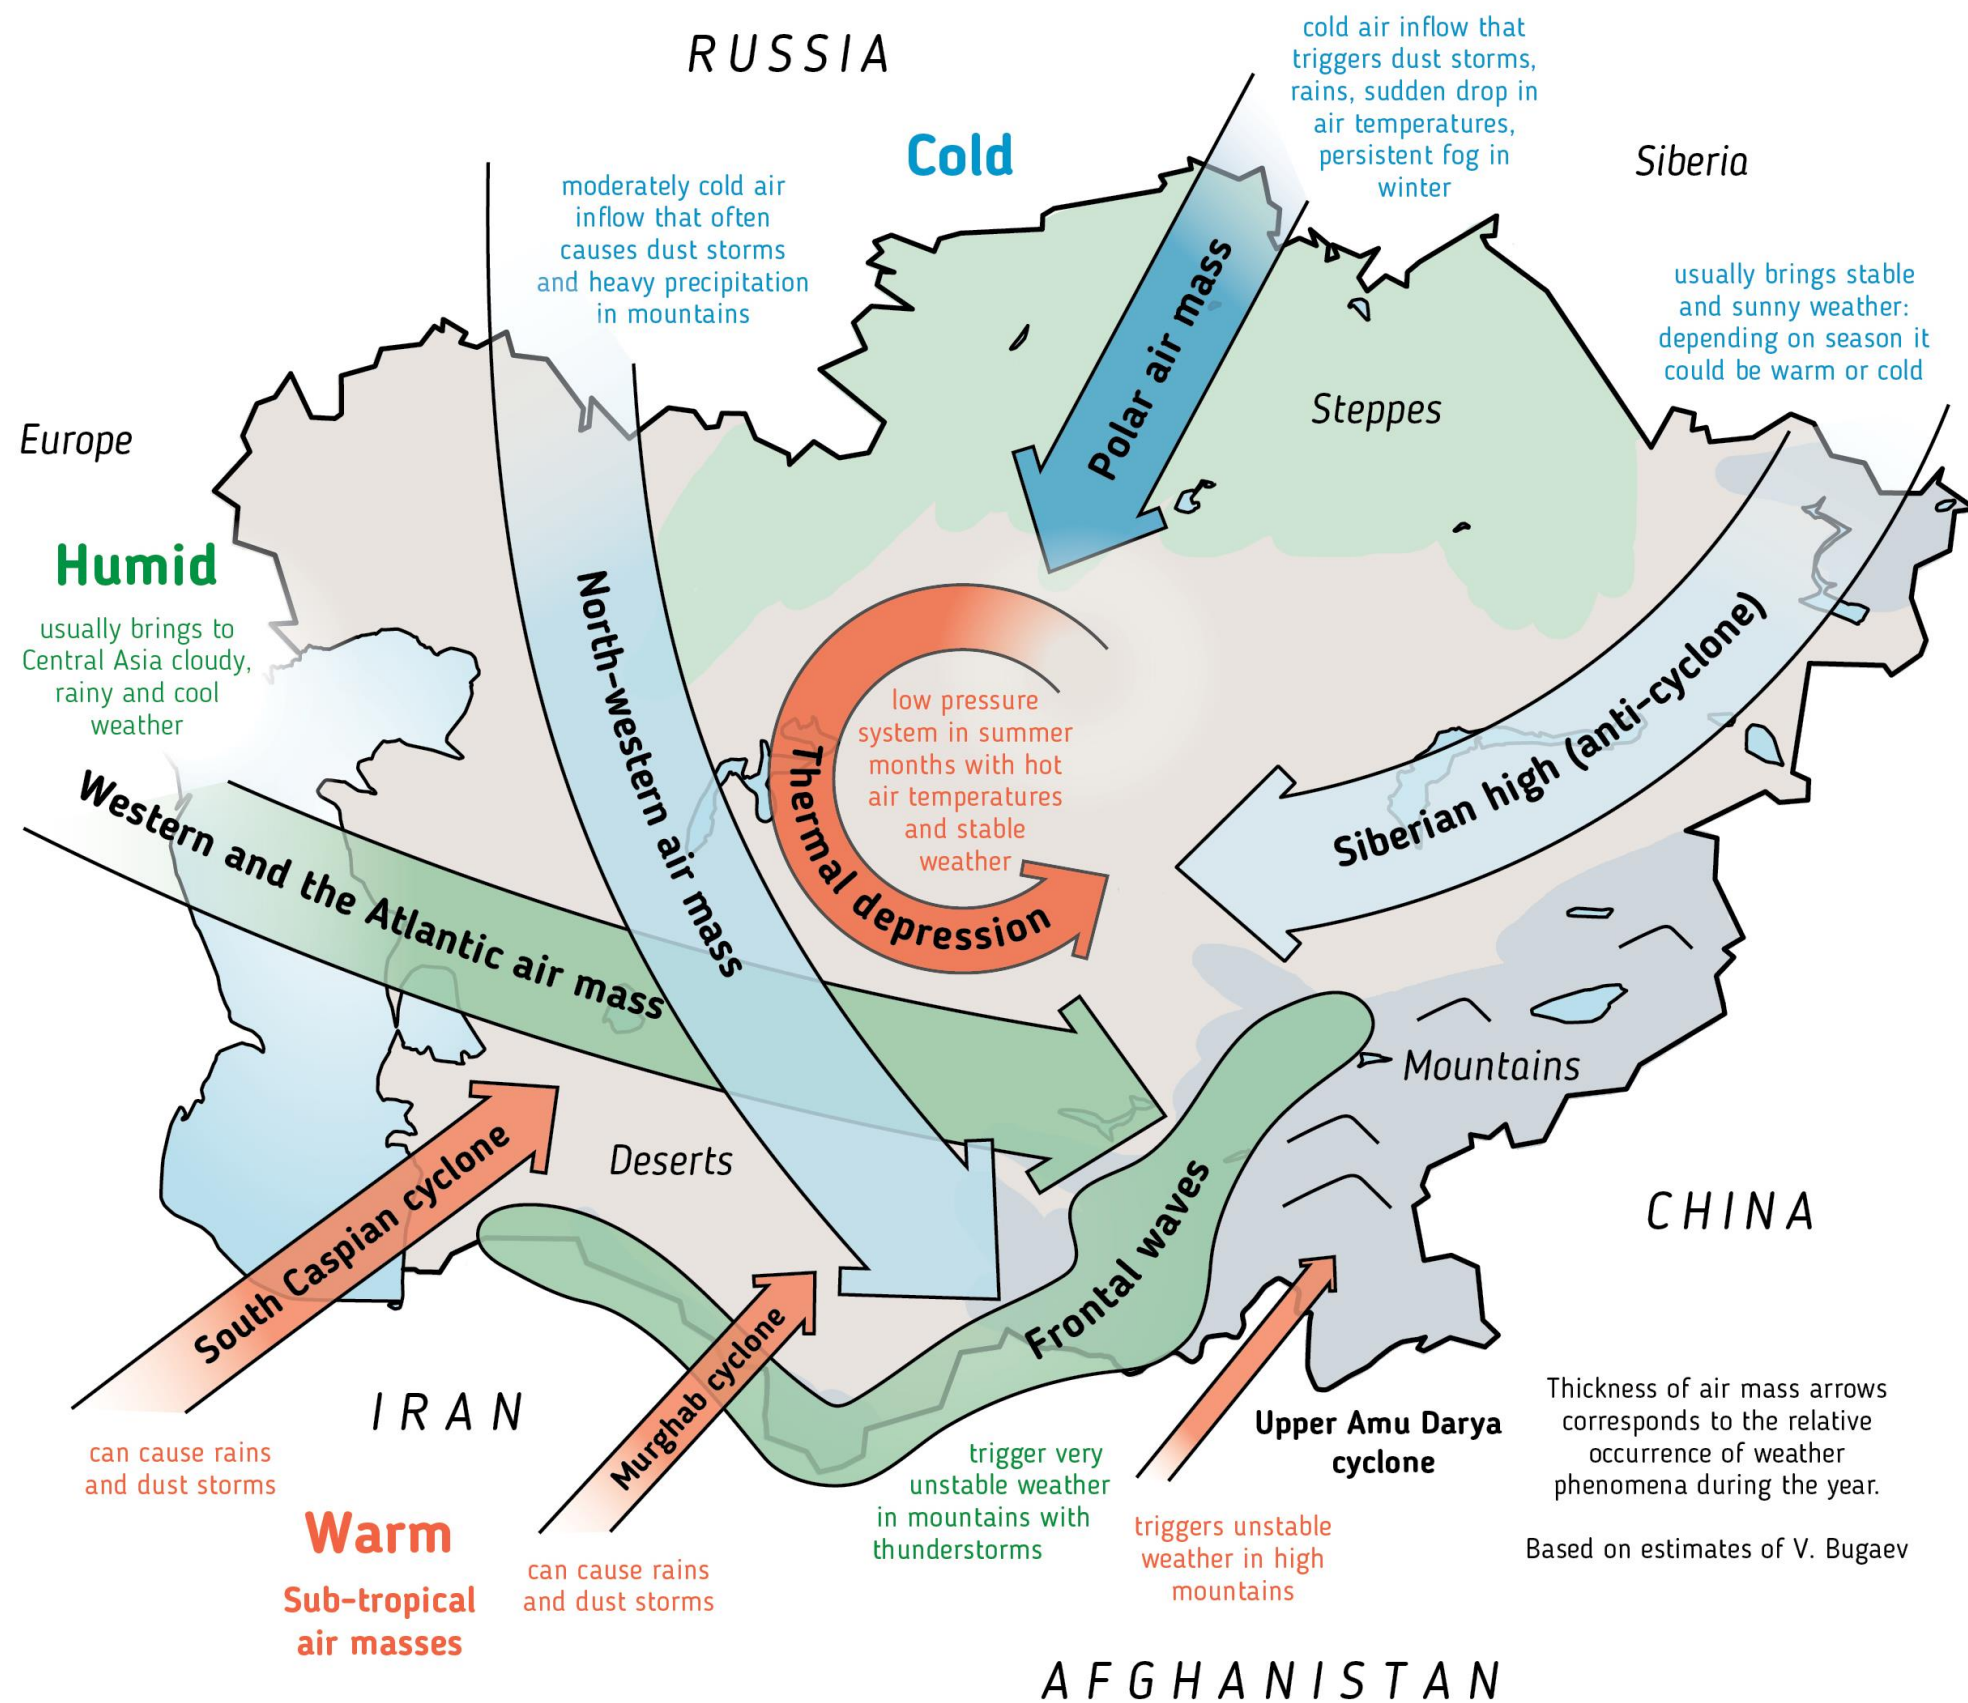 RUSSIA
Cold
cold air inflow that
triggers dust storms,
rains, sudden drop in
air temperatures,
persistent fog in
winter
Siberia
moderately cold air
inflow that often
causes dust storms
and heavy precipitation
in mountains
Polar air mass
usually brings stable
and sunny weather:
depending on season it
could be warm or cold
Steppes
Europe
Humid
usually brings to
Central Asia cloudy,
rainy and cool
weather
North-western air mass
Thermal depression
low pressure
system in summer
months with hot
air temperatures
and stable
weather
Siberian high (anti-cyclone)
Western and the Atlantic air mass
Mountains
Deserts
South Caspian cyclone
Frontal waves
CHINA
Murghab cyclone
IRAN
Upper Amu Darya
cyclone
Thickness of air mass arrows
corresponds to the relative
occurrence of weather
phenomena during the year.
Based on estimates of V. Bugaev
can cause rains
and dust storms
Warm
Sub-tropical
air masses
can cause rains
and dust storms
trigger very
unstable weather
in mountains with
thunderstorms
triggers unstable
weather in high
mountains
AFGHANISTAN